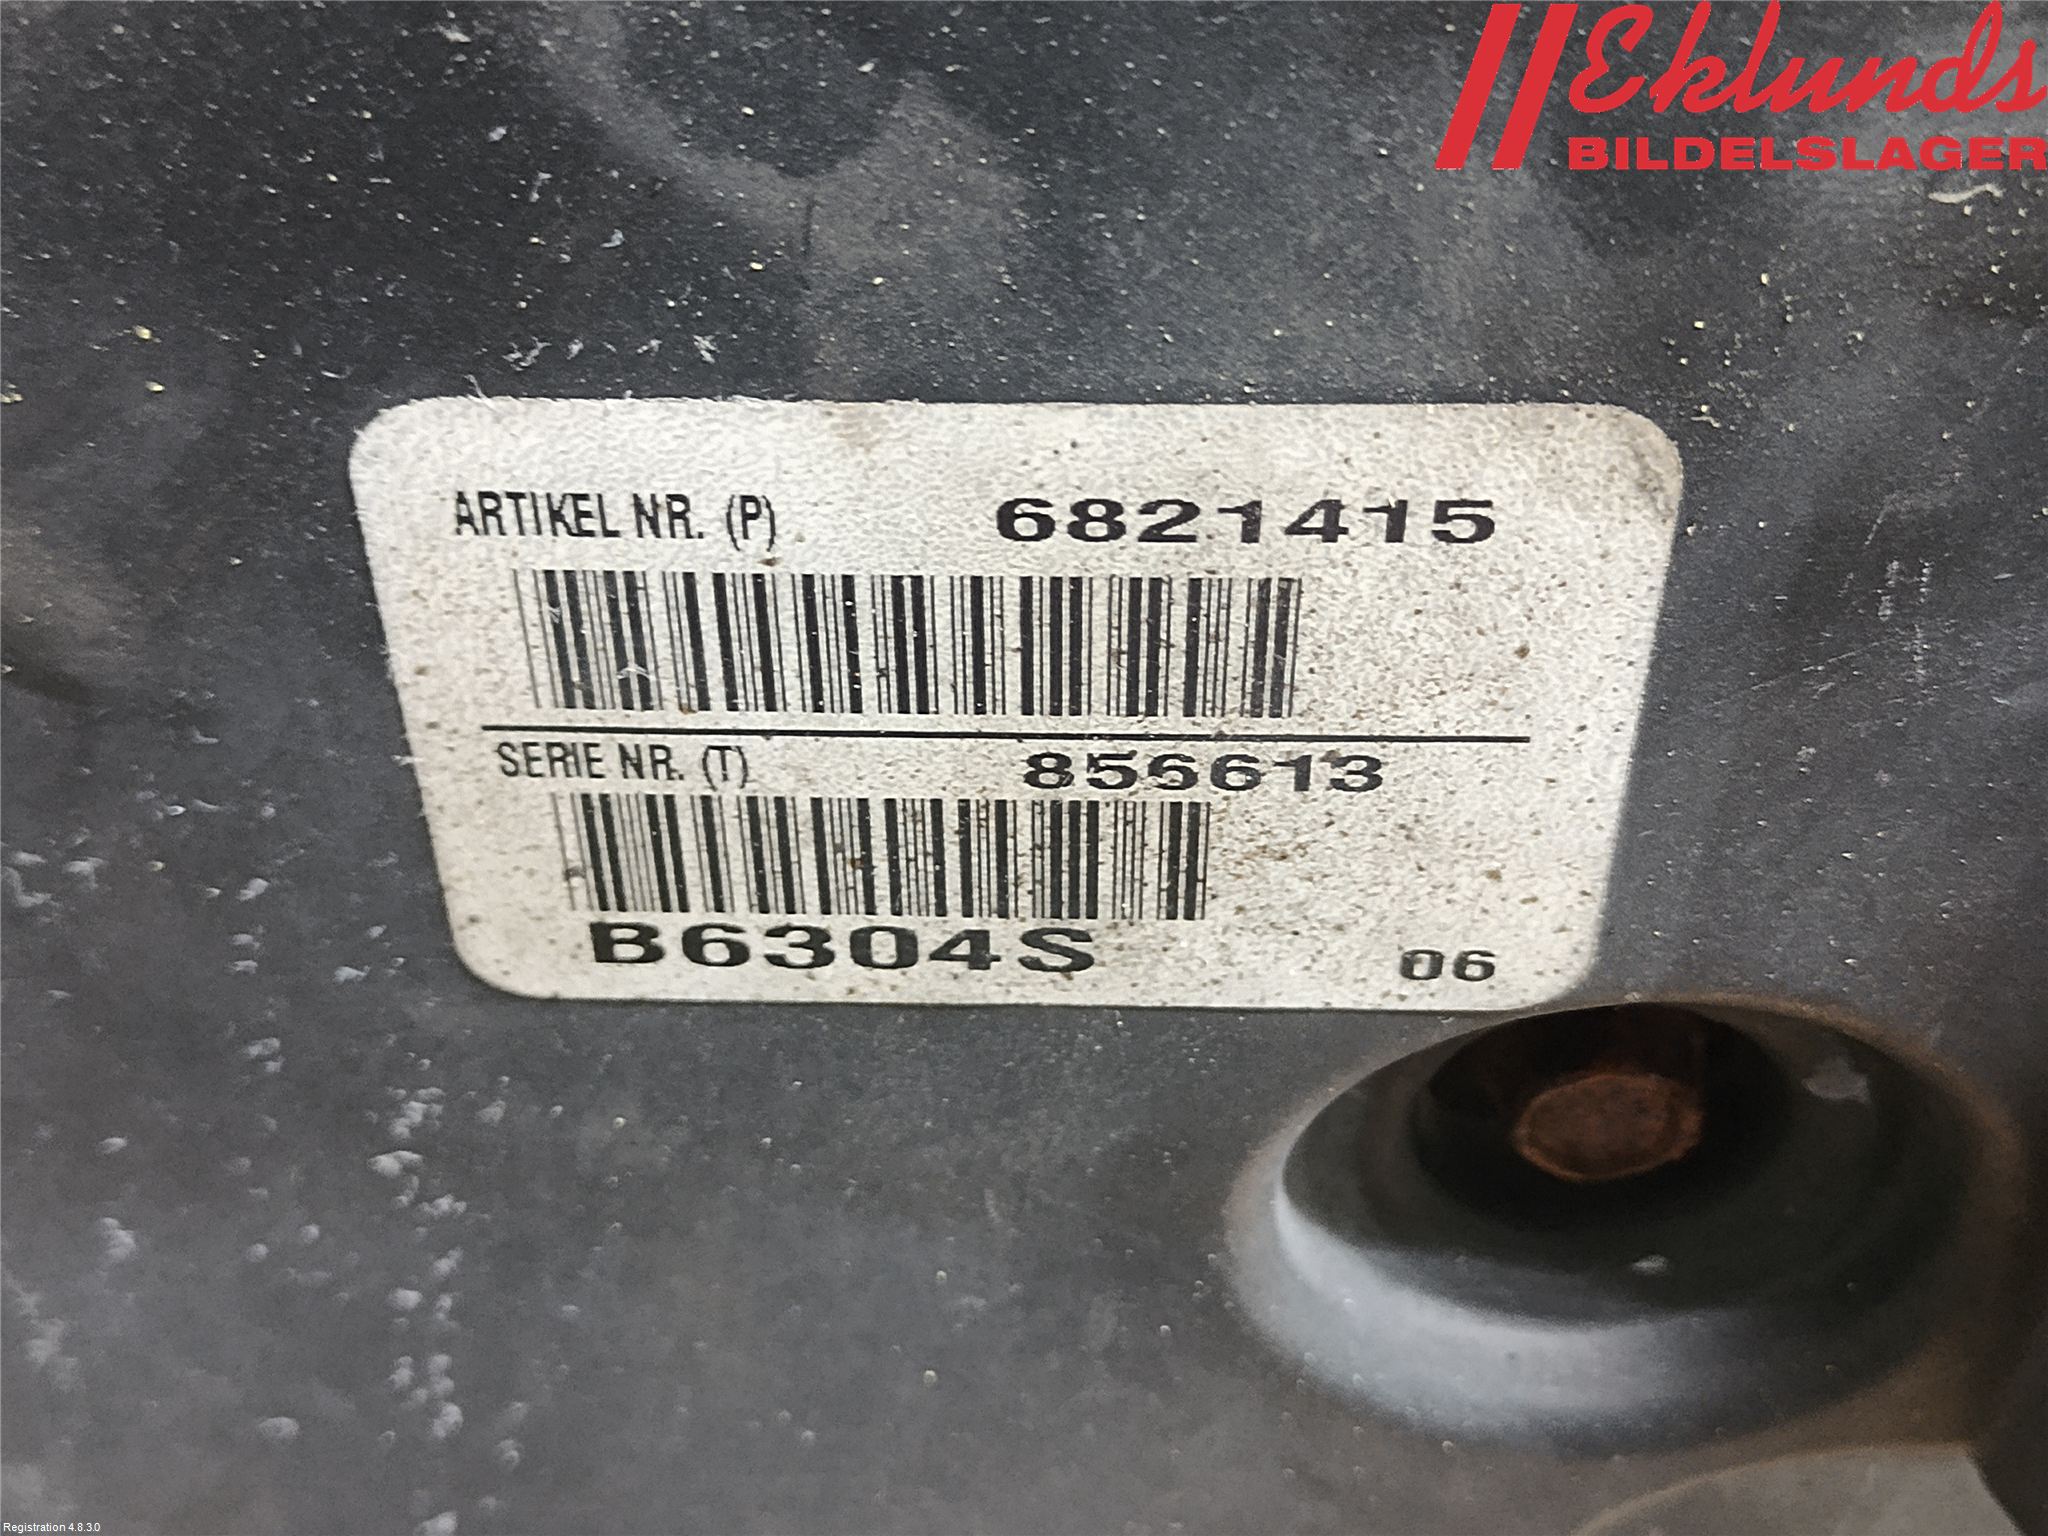 Eklunds
BILDELSLAGER
ARTIKEL NR. (P) 6821415
SERIE NR. (T) 856613
B6304S 06
Registration 4.8.3.0